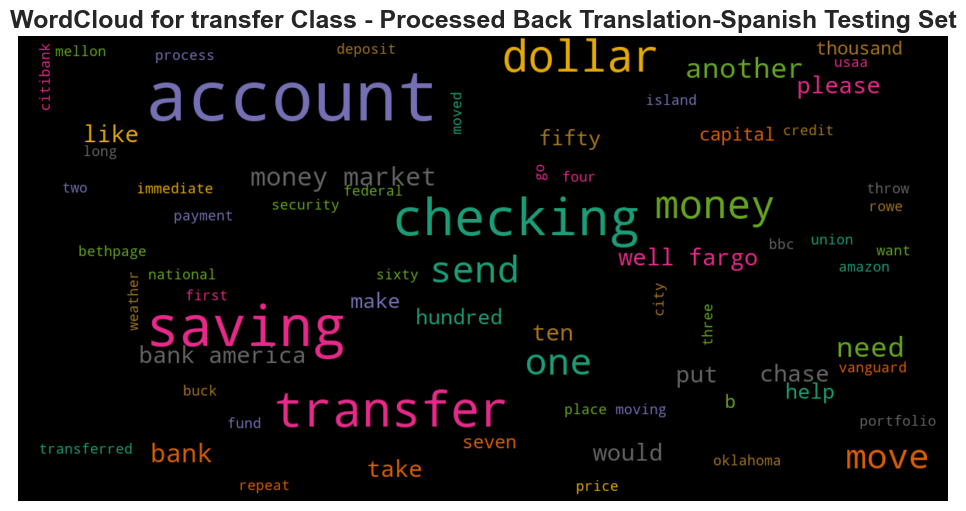 WordCloud for transfer Class - Processed Back Translation-Spanish Testing Set
mellon
citibank
process
deposit
dollar
thousand
usaa
another
please
account
moved
island
like
long
fifty
capital
credit
money market
federal
go
four
two
immediate
security
payment
throw
rowe
checking
money
bethpage
well fargo
bbc
union
want
amazon
national
sixty
send
weather
first
make
city
three
saving
hundred
ten
bank america
one
need
put
chase
vanguard
help
buck
transfer
fund
place
moving
b
portfolio
transferred
bank
seven
would
take
oklahoma
move
repeat
price